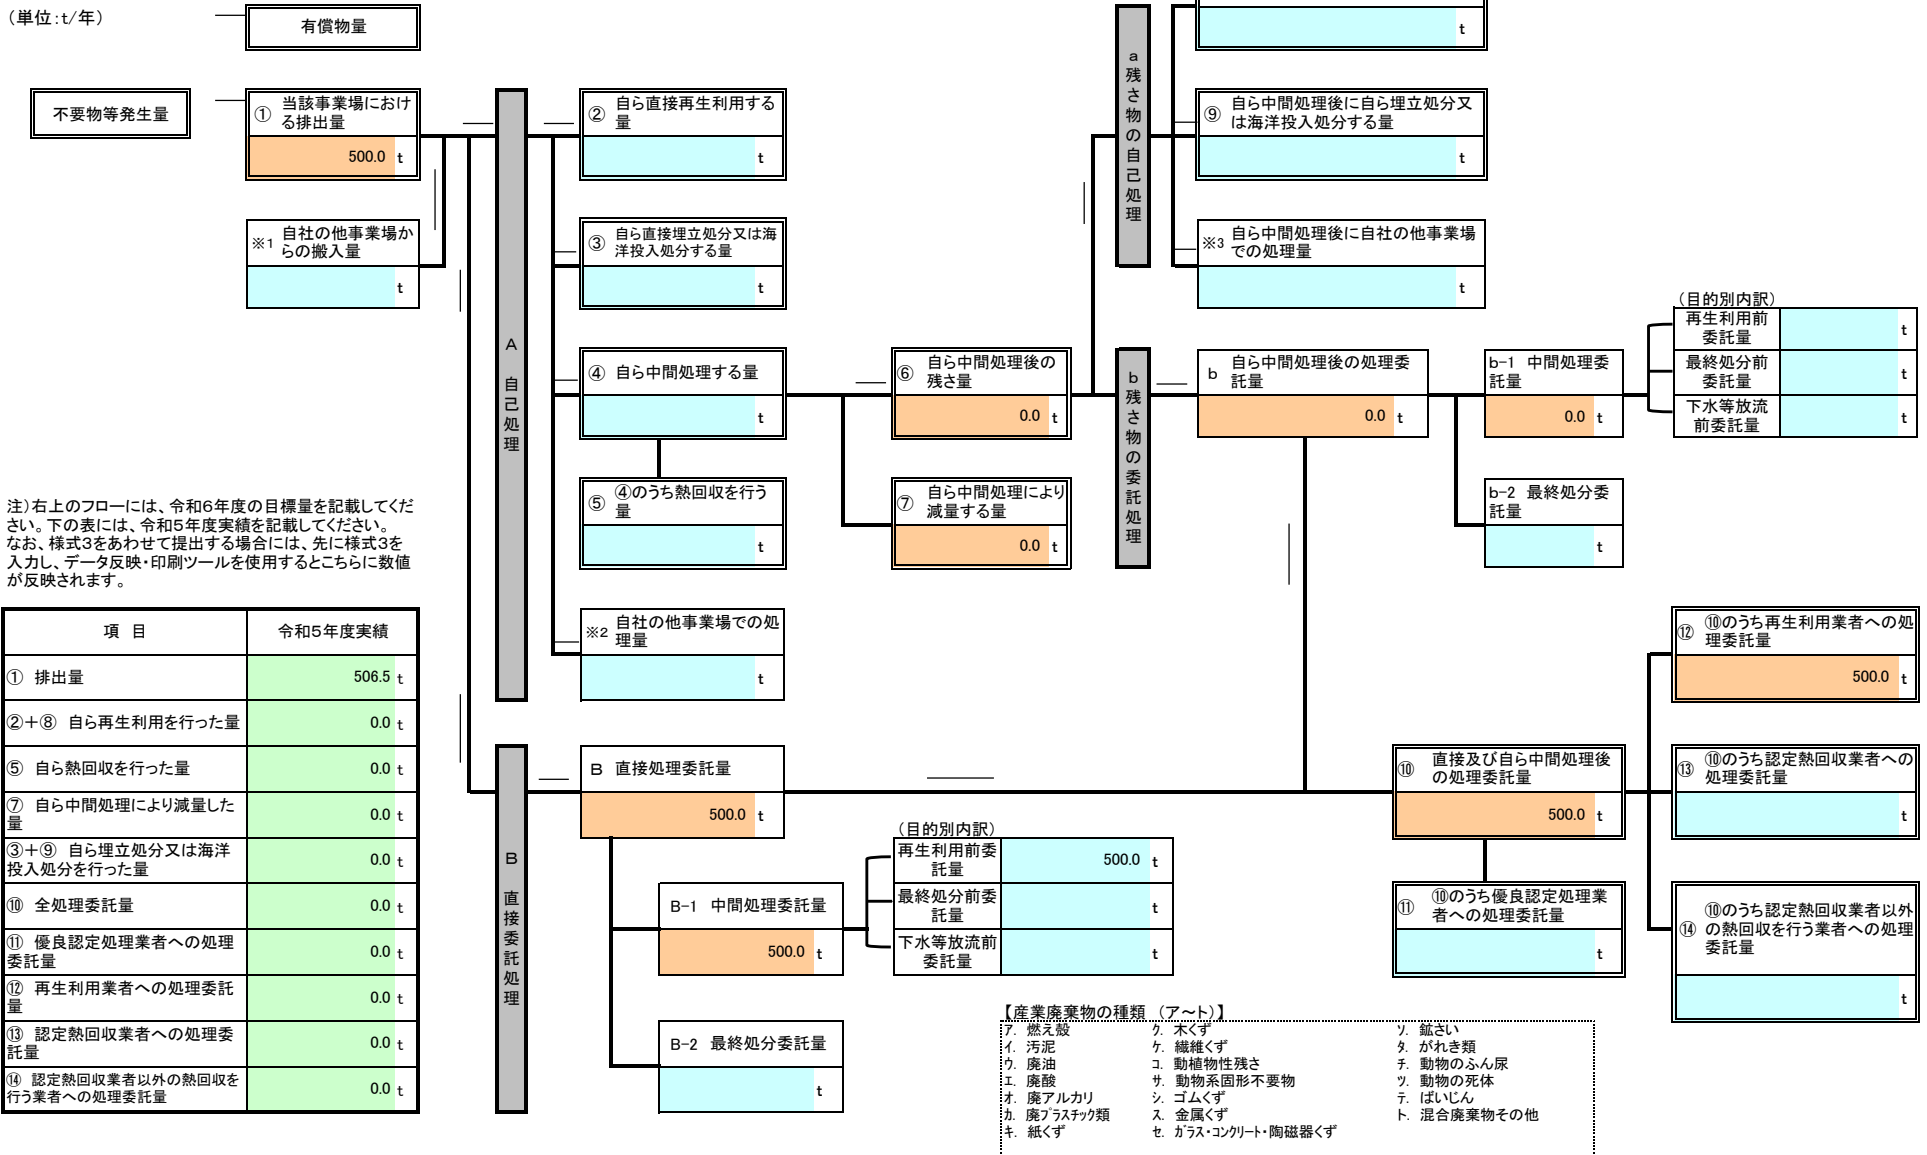 (単位:t/年)
有償物量
不要物等発生量
① 当該事業場におけ
る排出量
500.0 t
※1 自社の他事業場か
らの搬入量
t
A 自己処理
② 自ら直接再生利用する
量
t
③ 自ら直接埋立処分又は海
洋投入処分する量
t
④ 自ら中間処理する量
t
⑤ ④のうち熱回収を行う
量
t
※2 自社の他事業場での処
理量
t
⑥ 自ら中間処理後の
残さ量
0.0 t
⑦ 自ら中間処理により
減量する量
0.0 t
a 残さ物の自己処理
t
⑨ 自ら中間処理後に自ら埋立処分又
は海洋投入処分する量
t
※3 自ら中間処理後に自社の他事業場
での処理量
t
b 残さ物の委託処理
b 自ら中間処理後の処理委
託量
0.0 t
b-1 中間処理委
託量
0.0 t
b-2 最終処分委
託量
t
(目的別内訳)
再生利用前
委託量
t
最終処分前
委託量
t
下水等放流
前委託量
t
注)右上のフローには、令和6年度の目標量を記載してくだ
さい。下の表には、令和5年度実績を記載してください。
なお、様式3をあわせて提出する場合には、先に様式3を
入力し、データ反映・印刷ツールを使用するとこちらに数値
が反映されます。
項 目 令和5年度実績
① 排出量 506.5 t
②+⑧ 自ら再生利用を行った量 0.0 t
⑤ 自ら熱回収を行った量 0.0 t
⑦ 自ら中間処理により減量した
量 0.0 t
③+⑨ 自ら埋立処分又は海洋
投入処分を行った量 0.0 t
⑩ 全処理委託量 0.0 t
⑪ 優良認定処理業者への処理
委託量 0.0 t
⑫ 再生利用業者への処理委託
量 0.0 t
⑬ 認定熱回収業者への処理委
託量 0.0 t
⑭ 認定熱回収業者以外の熱回収を
行う業者への処理委託量 0.0 t
B 直接委託処理
B 直接処理委託量
500.0 t
B-1 中間処理委託量
500.0 t
B-2 最終処分委託量
t
(目的別内訳)
再生利用前委
託量
500.0 t
最終処分前委
託量
t
下水等放流前
委託量
t
⑩ 直接及び自ら中間処理後
の処理委託量
500.0 t
⑪ ⑩のうち優良認定処理業
者への処理委託量
t
⑫ ⑩のうち再生利用業者への処
理委託量
500.0 t
⑬ ⑩のうち認定熱回収業者への
処理委託量
t
⑭ ⑩のうち認定熱回収業者以外
の熱回収を行う業者への処理
委託量
t
【産業廃棄物の種類 (ア~ト)】
ア. 燃え殻 ク. 木くず ソ. 鉱さい
イ. 汚泥 ケ. 繊維くず タ. がれき類
ウ. 廃油 コ. 動植物性残さ チ. 動物のふん尿
エ. 廃酸 サ. 動物系固形不要物 ツ. 動物の死体
オ. 廃アルカリ シ. ゴムくず テ. ばいじん
カ. 廃プラスチック類 ス. 金属くず ト. 混合廃棄物その他
キ. 紙くず セ. ガラス・コンクリート・陶磁器くず